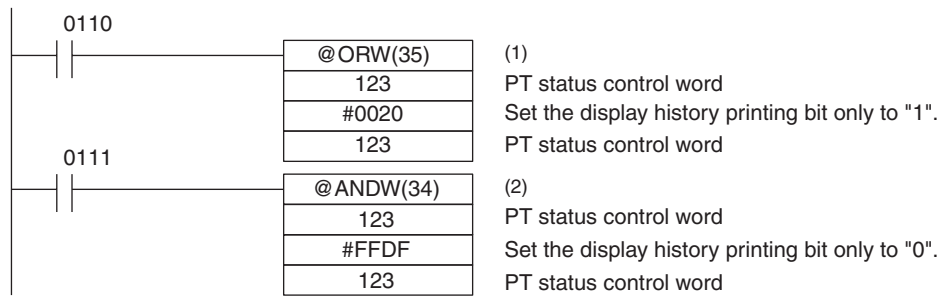 0110
@ORW(35) (1)
123 PT status control word
#0020 Set the display history printing bit only to "1".
123 PT status control word
0111
@ANDW(34) (2)
123 PT status control word
#FFDF Set the display history printing bit only to "0".
123 PT status control word